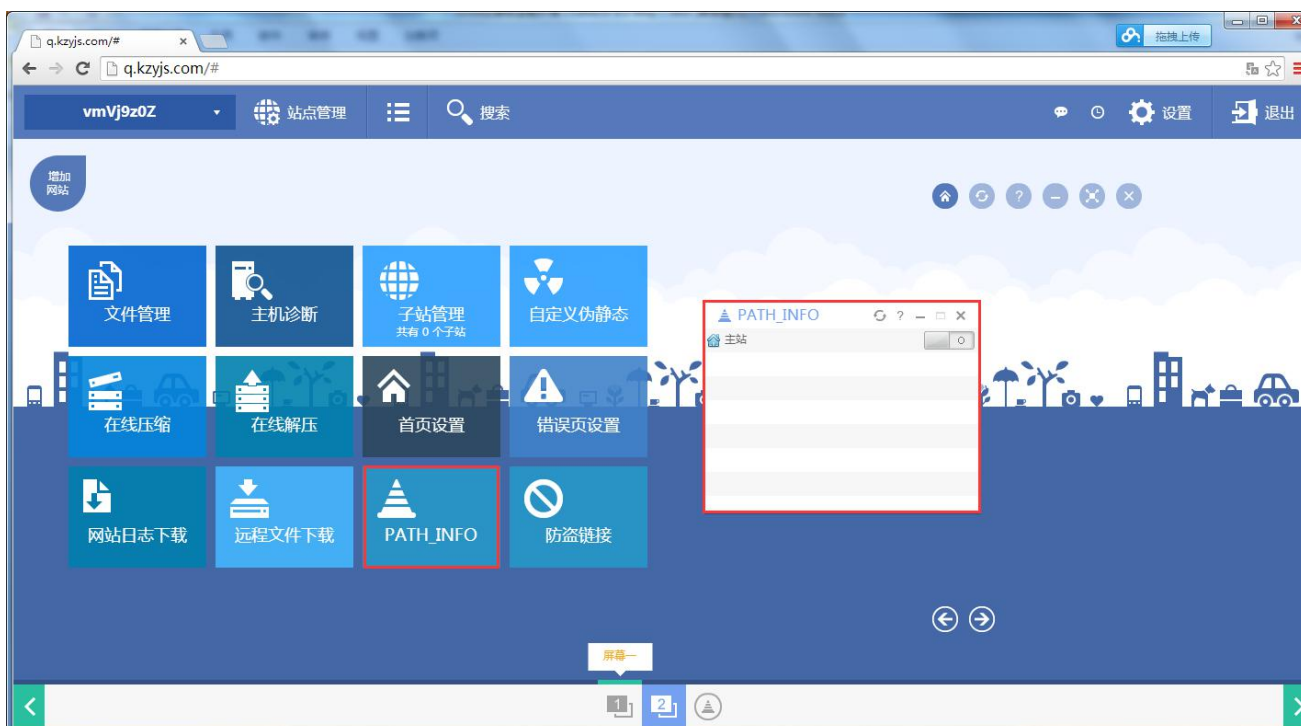 q.kzyjs.com/#
拖拽上传
q.kzyjs.com/#
vmVj9z0Z
站点管理
搜索
设置
退出
增加
网站
文件管理
主机诊断
子站管理
共有 0 个子站
自定义伪静态
PATH_INFO
主站
在线压缩
在线解压
首页设置
错误页设置
网站日志下载
远程文件下载
PATH_INFO
防盗链接
屏幕一
1
2